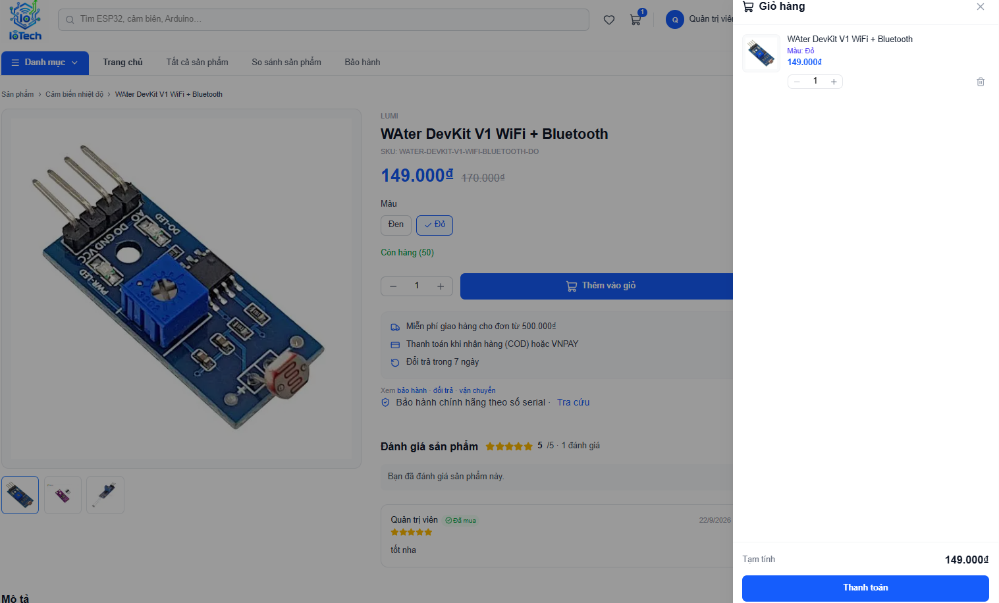 IoTech
Tìm ESP32, cảm biến, Arduino...
1
Q
Quản trị viên
Danh mục
Trang chủ
Tất cả sản phẩm
So sánh sản phẩm
Bảo hành
Sản phẩm > Cảm biến nhiệt độ > WAter DevKit V1 WiFi + Bluetooth
DO-LED
AO
DO GND VCC
PWR-LED
3362
LUMI
WAter DevKit V1 WiFi + Bluetooth
SKU: WATER-DEVKIT-V1-WIFI-BLUETOOTH-DO
149.000₫ 170.000₫
Màu
Đen
Đỏ
Còn hàng (50)
− 1 +
Thêm vào giỏ
Miễn phí giao hàng cho đơn từ 500.000₫
Thanh toán khi nhận hàng (COD) hoặc VNPAY
Đổi trả trong 7 ngày
Xem bảo hành · đổi trả · vận chuyển
Bảo hành chính hãng theo số serial · Tra cứu
Đánh giá sản phẩm 5 /5 · 1 đánh giá
Bạn đã đánh giá sản phẩm này.
Quản trị viên Đã mua 22/9/2026
tốt nha
Mô tả
Giỏ hàng
WAter DevKit V1 WiFi + Bluetooth
Màu: Đỏ
149.000₫
− 1 +
Tạm tính 149.000₫
Thanh toán